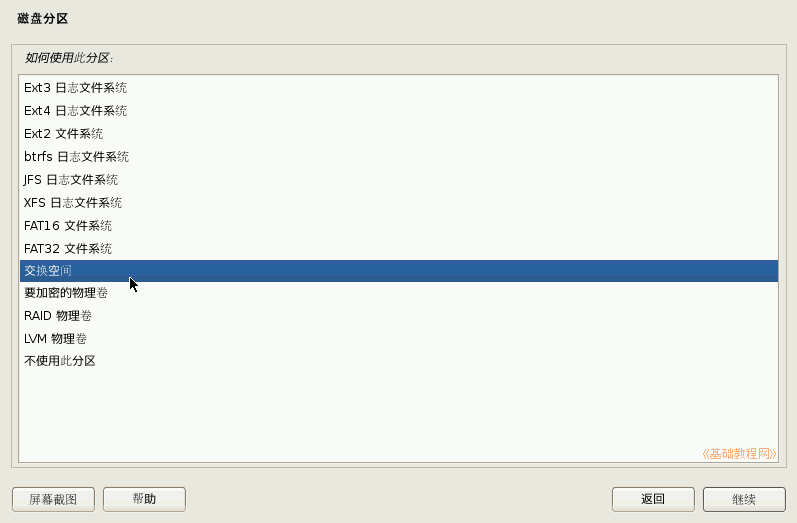 磁盘分区
如何使用此分区:
Ext3 日志文件系统
Ext4 日志文件系统
Ext2 文件系统
btrfs 日志文件系统
JFS 日志文件系统
XFS 日志文件系统
FAT16 文件系统
FAT32 文件系统
交换空间
要加密的物理卷
RAID 物理卷
LVM 物理卷
不使用此分区
《基础教程网》
屏幕截图 帮助 返回 继续